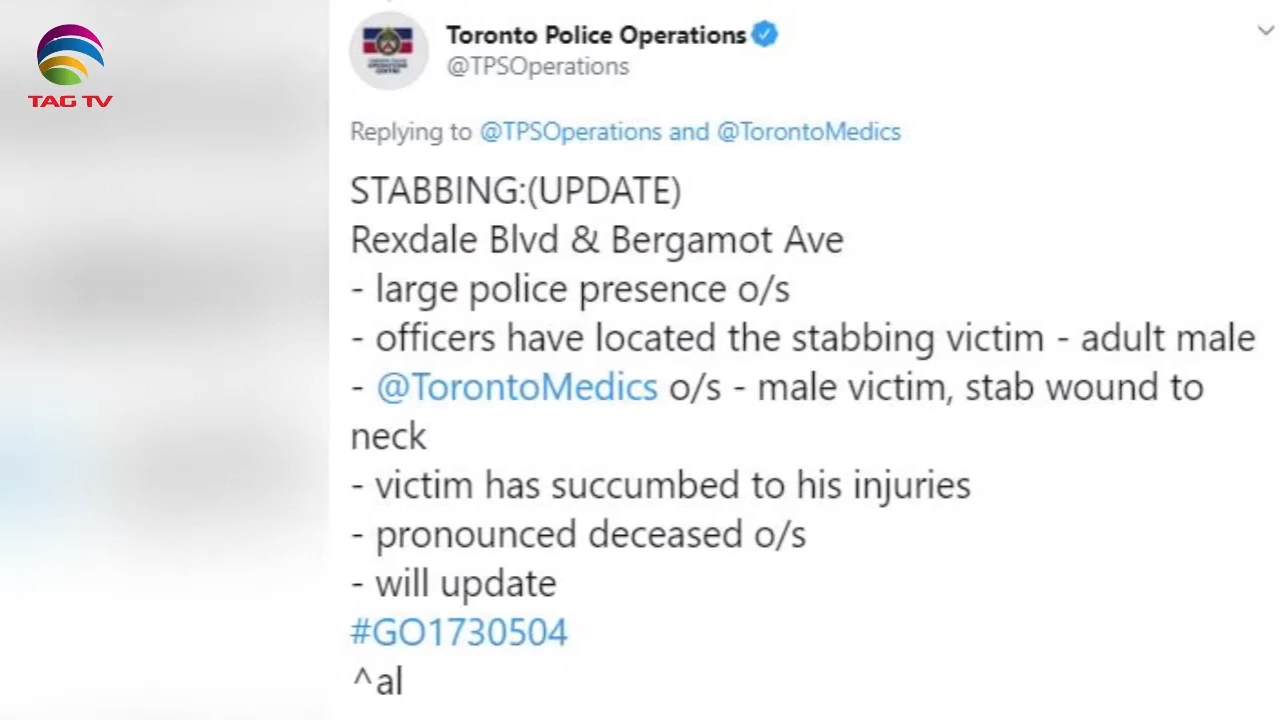 TAG TV
Toronto Police Operations
@TPSOperations
Replying to @TPSOperations and @TorontoMedics
STABBING:(UPDATE)
Rexdale Blvd & Bergamot Ave
- large police presence o/s
- officers have located the stabbing victim - adult male
- @TorontoMedics o/s - male victim, stab wound to
neck
- victim has succumbed to his injuries
- pronounced deceased o/s
- will update
#GO1730504
^al